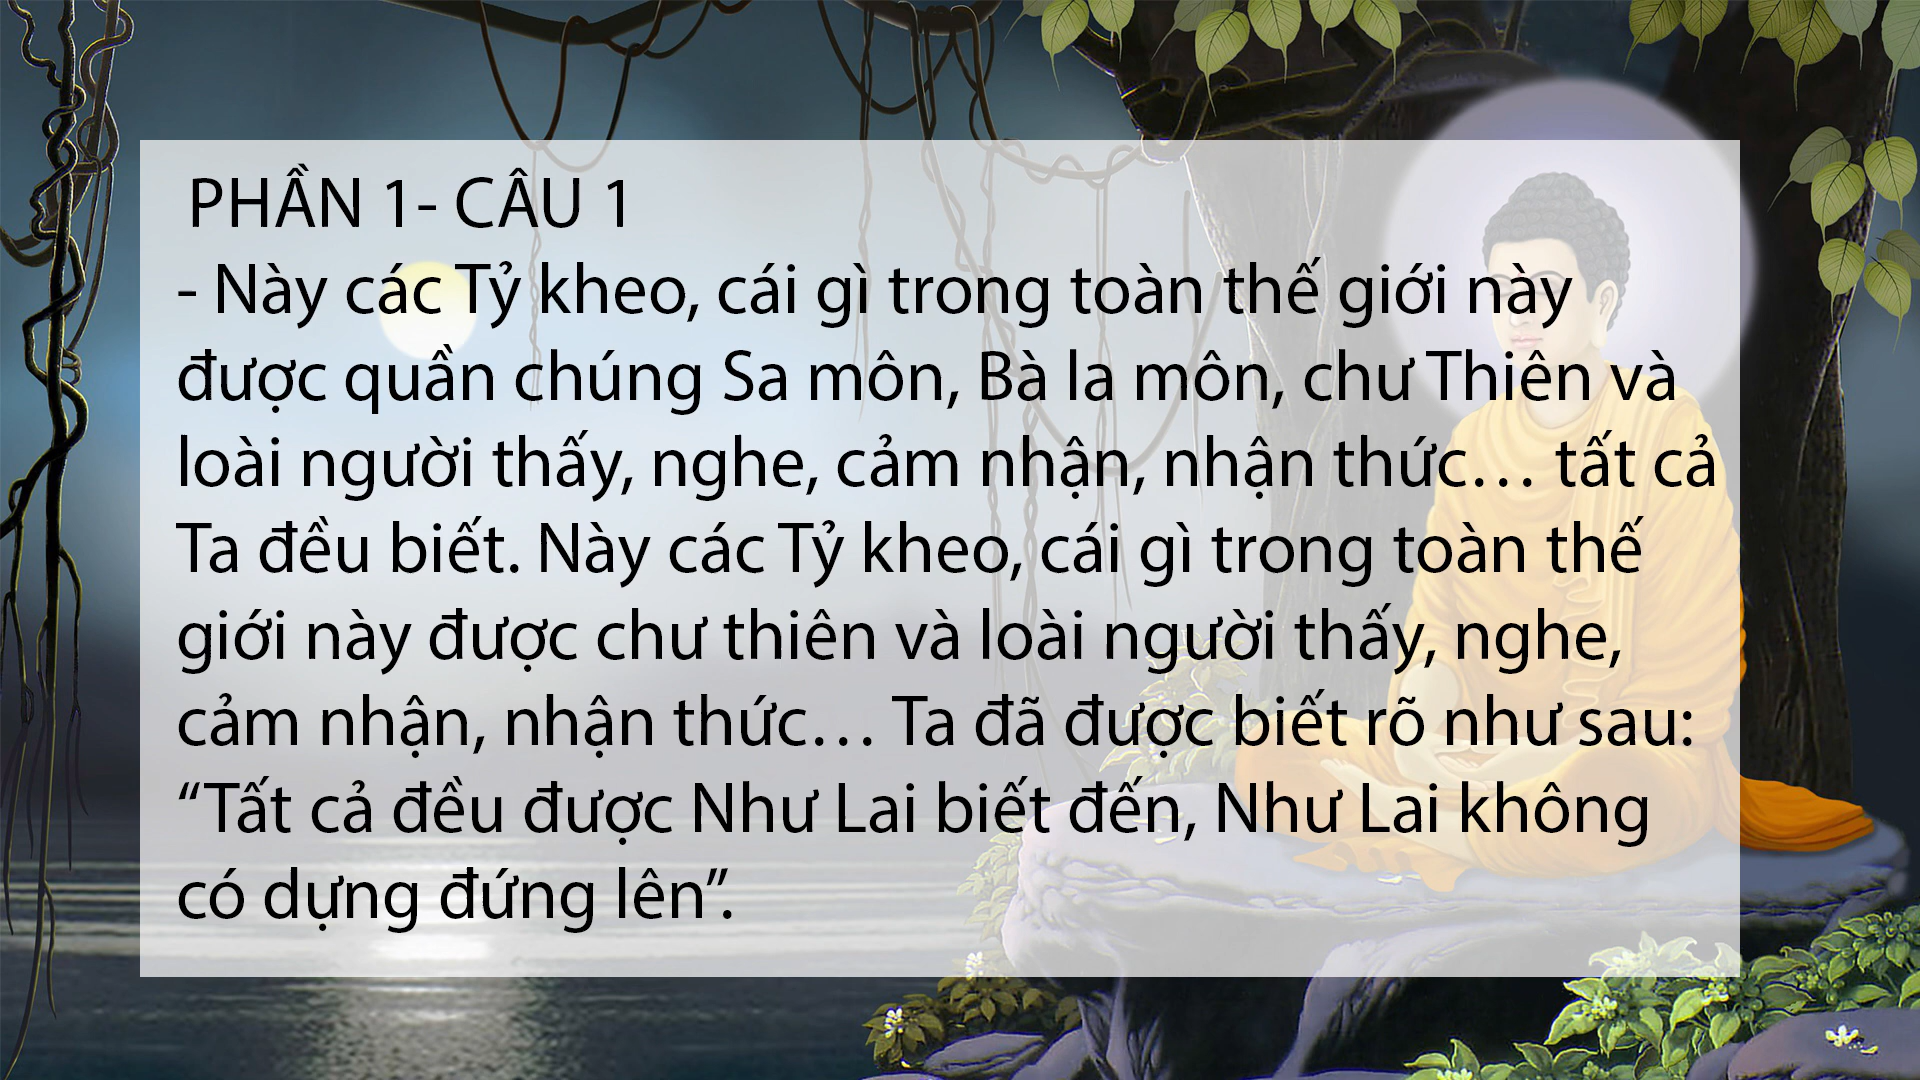 PHẦN 1- CÂU 1
- Này các Tỷ kheo, cái gì trong toàn thế giới này
được quần chúng Sa môn, Bà la môn, chư Thiên và
loài người thấy, nghe, cảm nhận, nhận thức… tất cả
Ta đều biết. Này các Tỷ kheo, cái gì trong toàn thế
giới này được chư thiên và loài người thấy, nghe,
cảm nhận, nhận thức… Ta đã được biết rõ như sau:
“Tất cả đều được Như Lai biết đến, Như Lai không
có dựng đứng lên”.